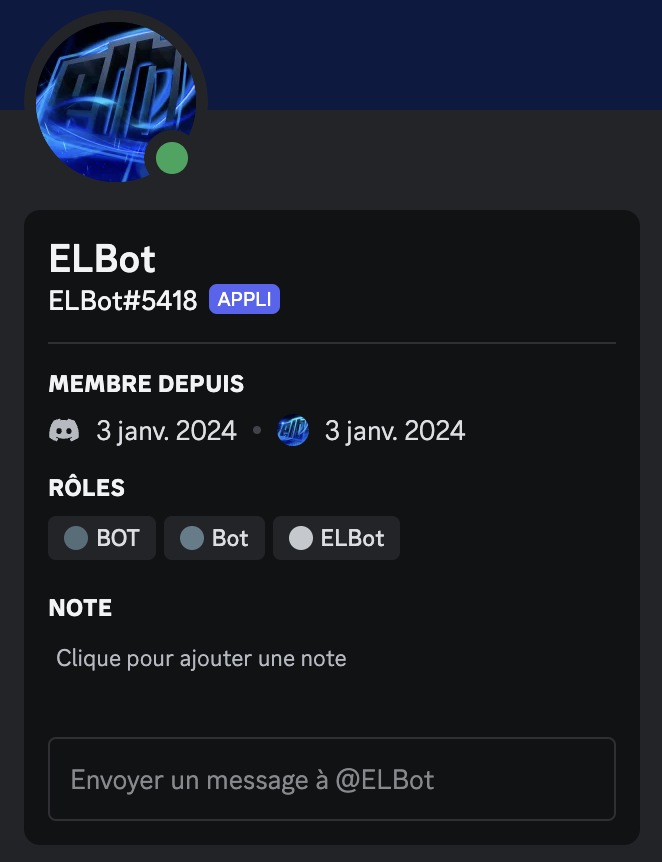 ELBot
ELBot#5418 APPLI
MEMBRE DEPUIS
3 janv. 2024 • 3 janv. 2024
RÔLES
BOT Bot ELBot
NOTE
Clique pour ajouter une note
Envoyer un message à @ELBot